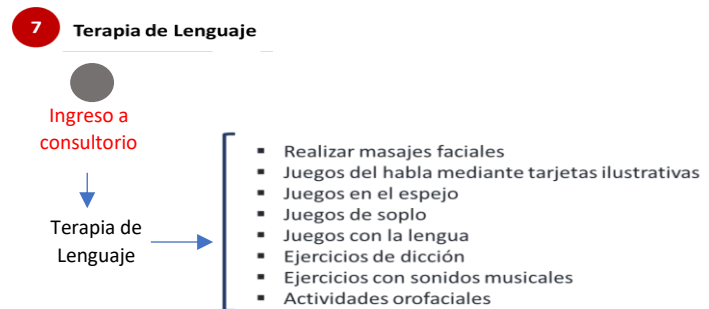 7 Terapia de Lenguaje
Ingreso a
consultorio
Terapia de
Lenguaje
▪ Realizar masajes faciales
▪ Juegos del habla mediante tarjetas ilustrativas
▪ Juegos en el espejo
▪ Juegos de soplo
▪ Juegos con la lengua
▪ Ejercicios de dicción
▪ Ejercicios con sonidos musicales
▪ Actividades orofaciales